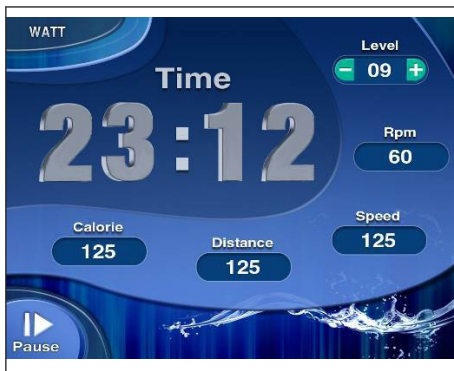 WATT
Time
23:12
Level
- 09 +
Rpm
60
Calorie
125
Distance
125
Speed
125
Pause